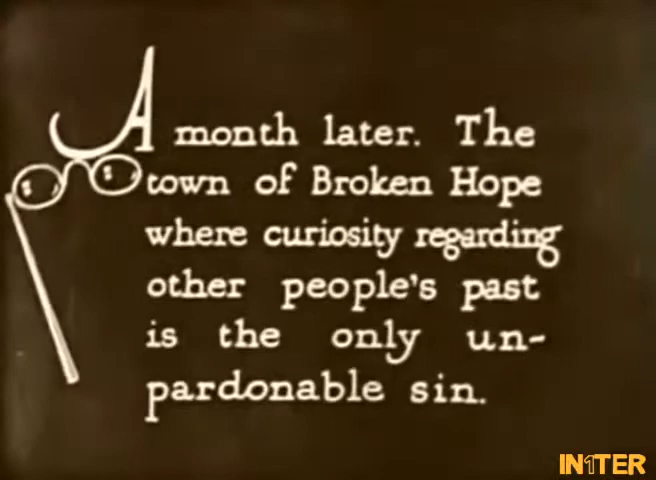 A month later. The
town of Broken Hope
where curiosity regarding
other people's past
is the only un-
pardonable sin.
IN1TER